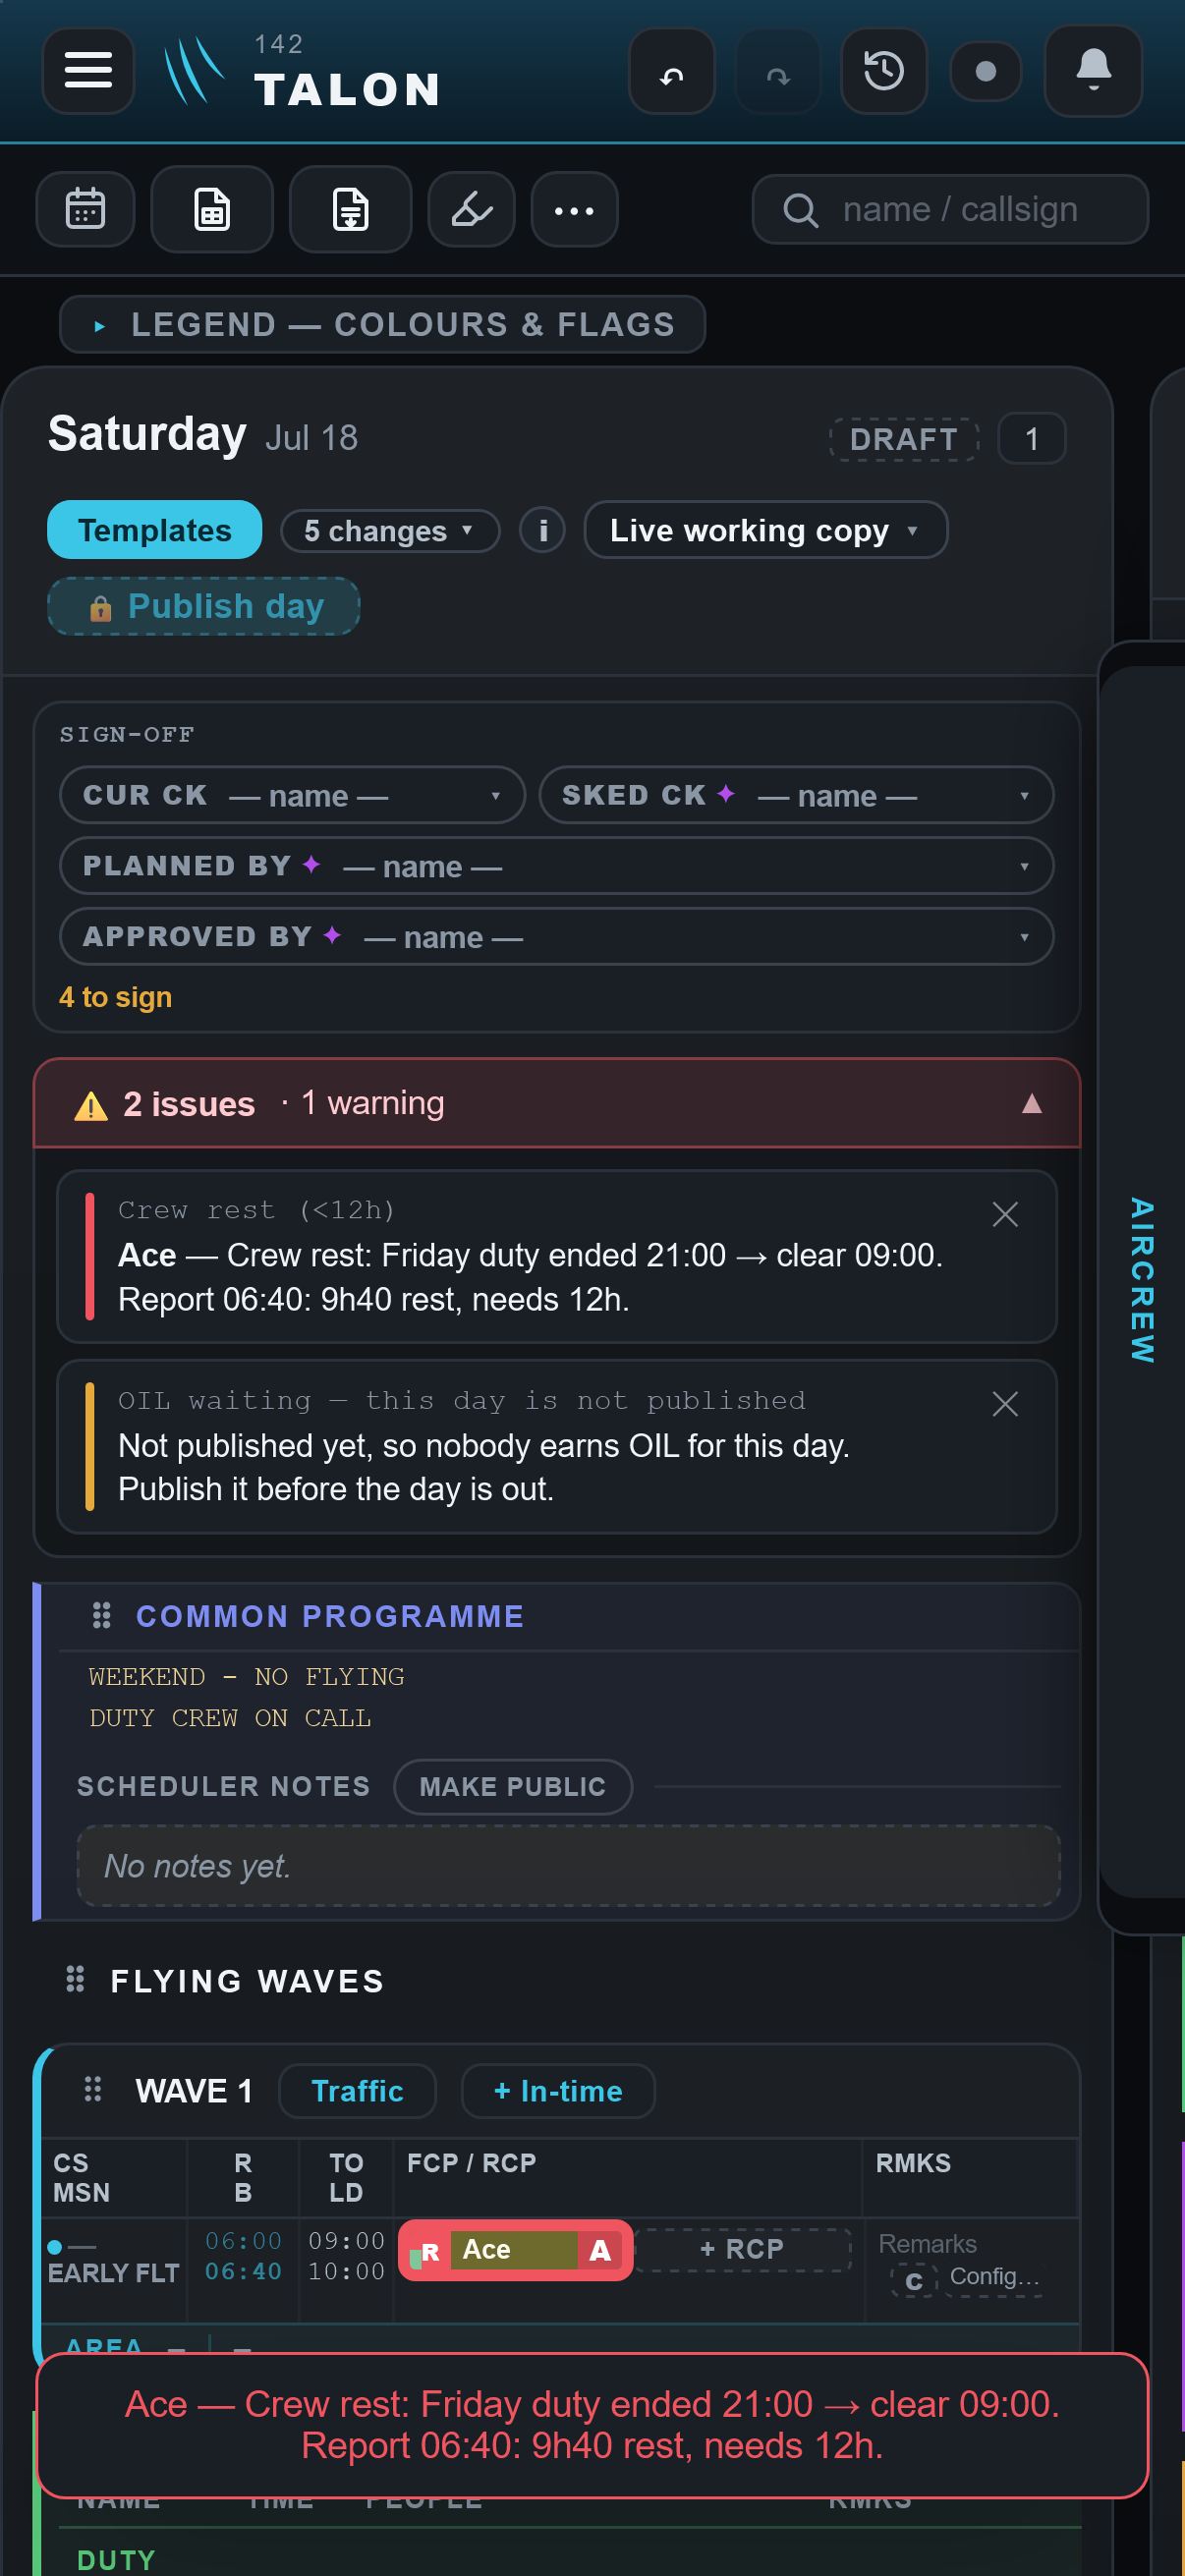 142
TALON
name / callsign
▸ LEGEND — COLOURS & FLAGS
Saturday Jul 18 DRAFT 1
Templates 5 changes ▾ i Live working copy ▾
🔒 Publish day
SIGN-OFF
CUR CK — name — ▾ SKED CK ✦ — name — ▾
PLANNED BY ✦ — name — ▾
APPROVED BY ✦ — name — ▾
4 to sign
⚠️ 2 issues · 1 warning ▲
Crew rest (<12h)
Ace — Crew rest: Friday duty ended 21:00 → clear 09:00.
Report 06:40: 9h40 rest, needs 12h.
OIL waiting — this day is not published
Not published yet, so nobody earns OIL for this day.
Publish it before the day is out.
AIRCREW
COMMON PROGRAMME
WEEKEND - NO FLYING
DUTY CREW ON CALL
SCHEDULER NOTES MAKE PUBLIC
No notes yet.
FLYING WAVES
WAVE 1 Traffic + In-time
CS R TO FCP / RCP RMKS
MSN B LD
— 06:00 09:00 R Ace A + RCP Remarks
EARLY FLT 06:40 10:00 C Config...
AREA — | —
Ace — Crew rest: Friday duty ended 21:00 → clear 09:00.
Report 06:40: 9h40 rest, needs 12h.
NAME TIME PEOPLE RMKS
DUTY